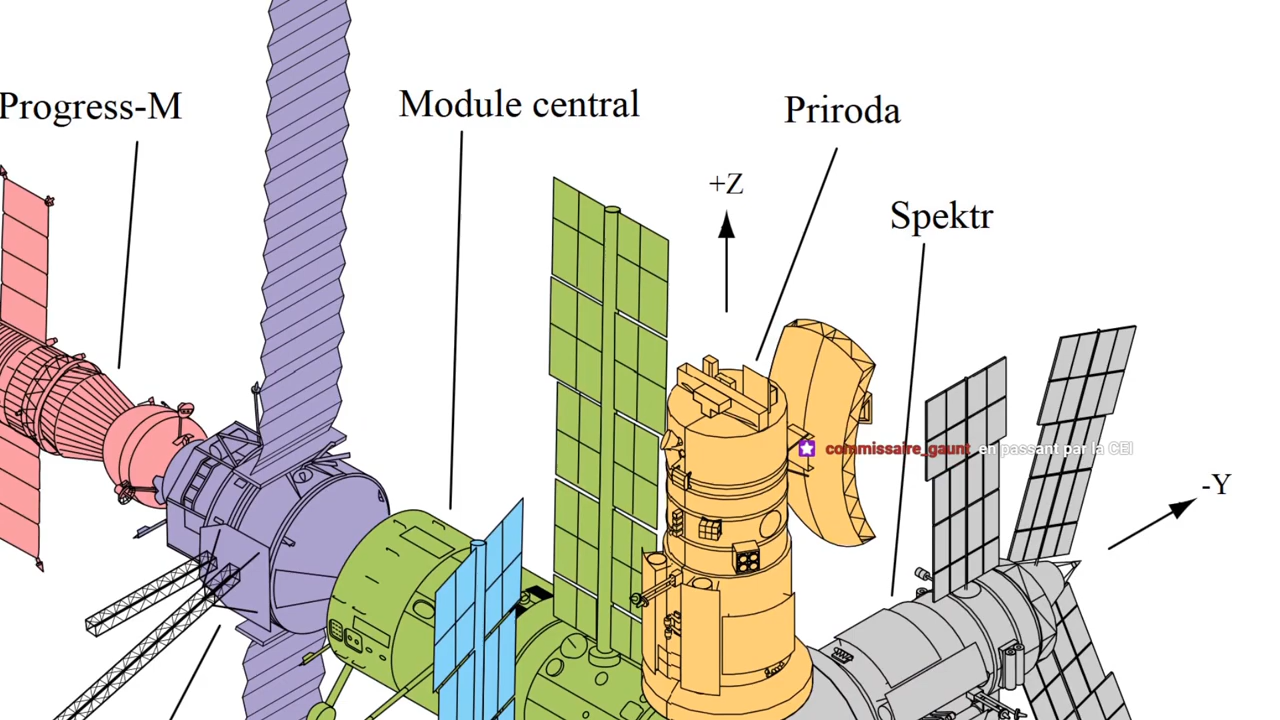 Progress-M
Module central
Priroda
+Z
Spektr
commissaire_gaunt en passant par la CEI
-Y